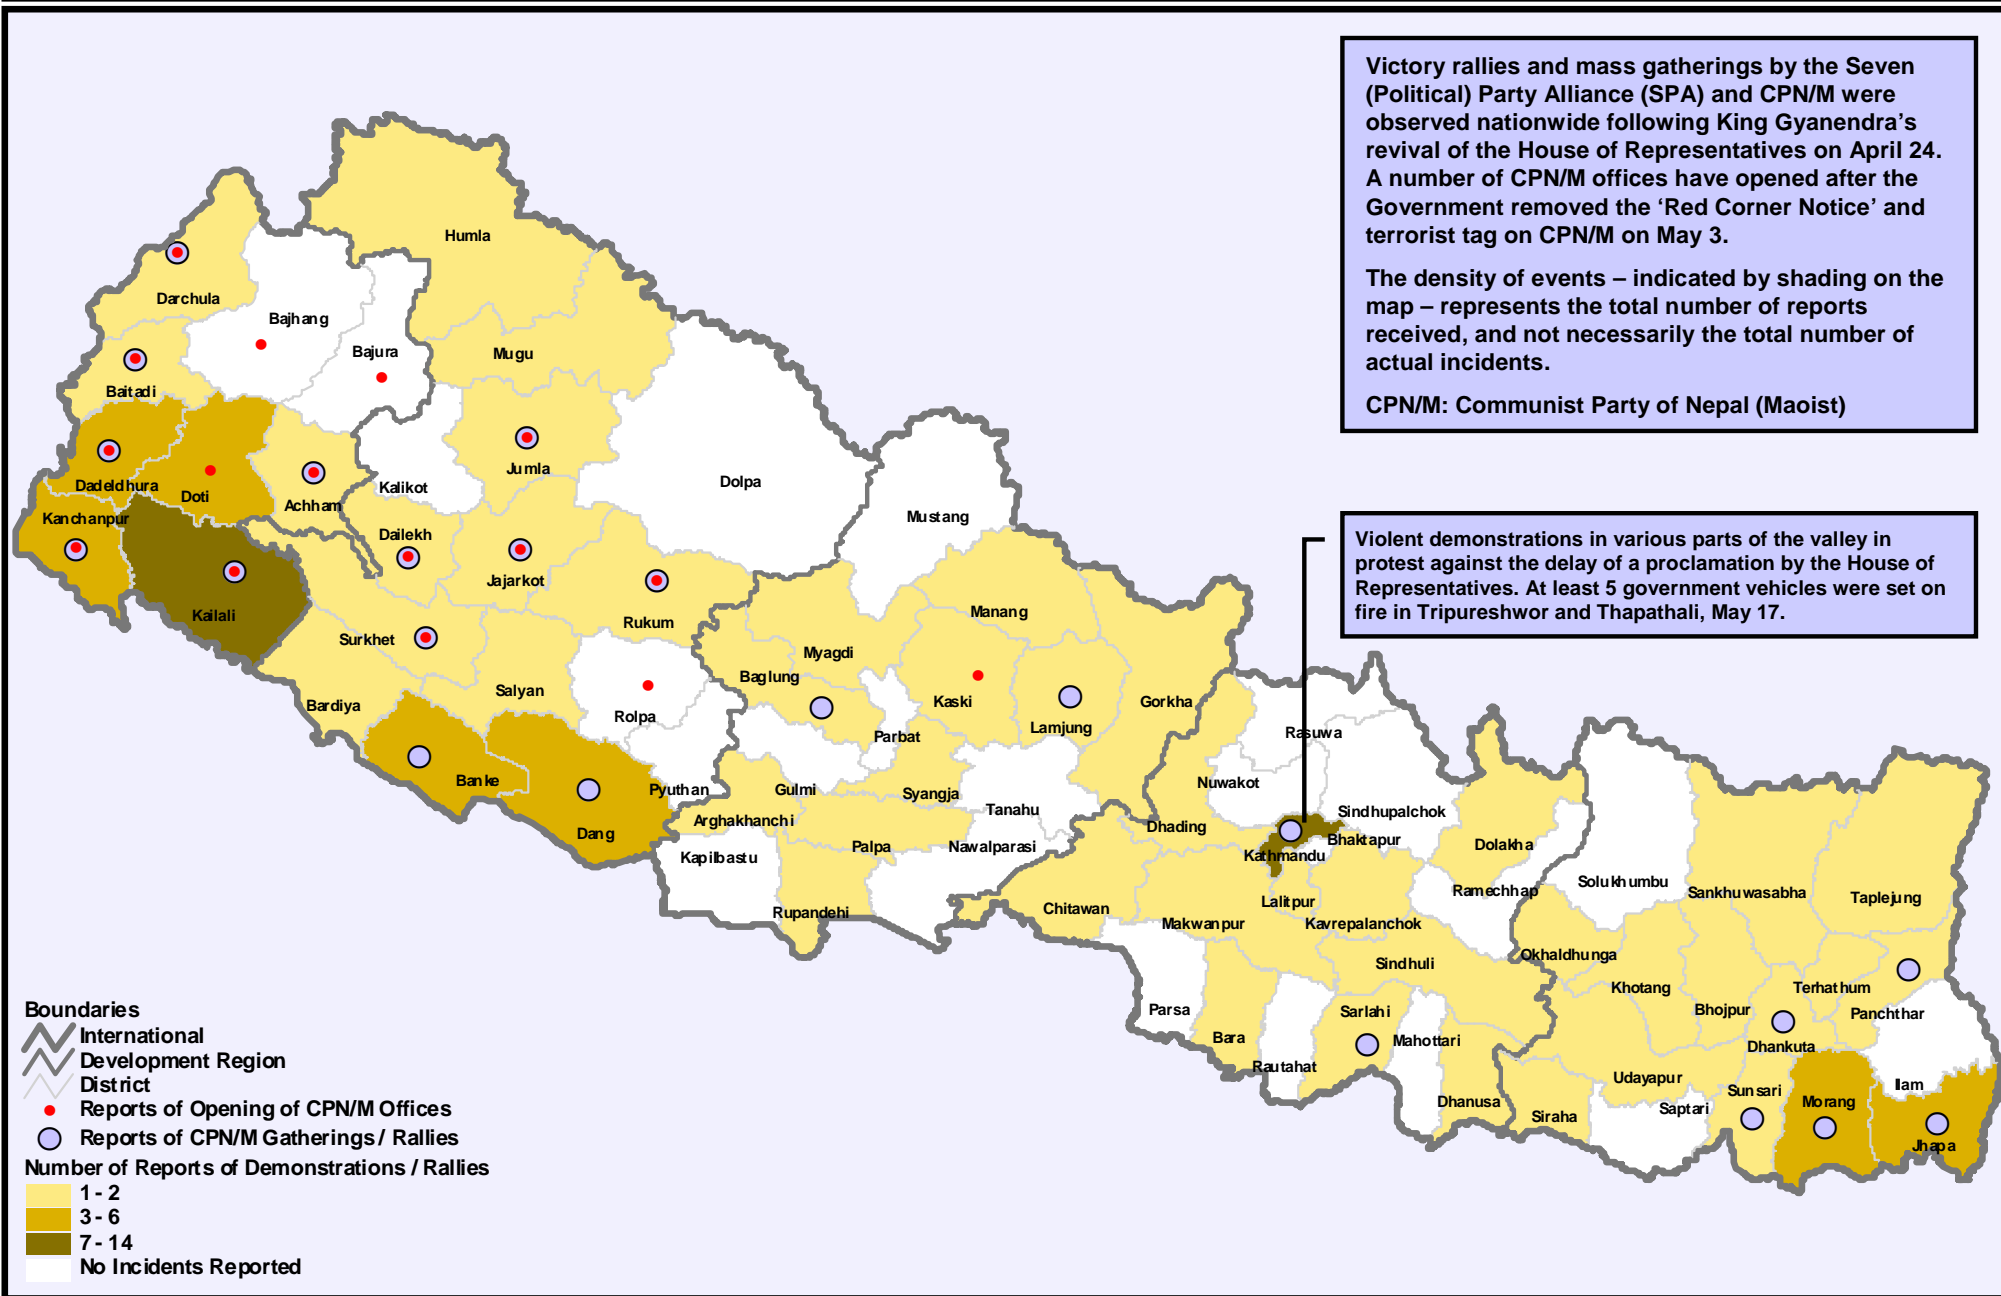 Victory rallies and mass gatherings by the Seven
(Political) Party Alliance (SPA) and CPN/M were
observed nationwide following King Gyanendra’s
revival of the House of Representatives on April 24.
A number of CPN/M offices have opened after the
Government removed the ‘Red Corner Notice’ and
terrorist tag on CPN/M on May 3.
The density of events – indicated by shading on the
map – represents the total number of reports
received, and not necessarily the total number of
actual incidents.
CPN/M: Communist Party of Nepal (Maoist)
Violent demonstrations in various parts of the valley in
protest against the delay of a proclamation by the House of
Representatives. At least 5 government vehicles were set on
fire in Tripureshwor and Thapathali, May 17.
Humla
Darchula
Bajhang
Bajura
Mugu
Baitadi
Jumla
Dolpa
Dadeldhura
Doti
Kalikot
Achham
Mustang
Kanchanpur
Dailekh
Jajarkot
Kailali
Rukum
Manang
Surkhet
Myagdi
Baglung
Salyan
Kaski
Gorkha
Bardiya
Rolpa
Parbat
Lamjung
Rasuwa
Banke
Pyuthan
Gulmi
Syangja
Nuwakot
Tanahu
Sindhupalchok
Dang
Arghakhanchi
Dhading
Bhaktapur
Dolakha
Palpa
Nawalparasi
Kathmandu
Kapilbastu
Solukhumbu
Ramechhap
Sankhuwasabha
Taplejung
Lalitpur
Rupandehi
Chitawan
Makwanpur
Kavrepalanchok
Okhaldhunga
Sindhuli
Khotang
Terhathum
Parsa
Sarlahi
Bhojpur
Panchthar
Bara
Mahottari
Dhankuta
Rautahat
Udayapur
Sunsari
Ilam
Dhanusa
Siraha
Saptari
Morang
Jhapa
Boundaries
International
Development Region
District
Reports of Opening of CPN/M Offices
Reports of CPN/M Gatherings / Rallies
Number of Reports of Demonstrations / Rallies
1 - 2
3 - 6
7 - 14
No Incidents Reported